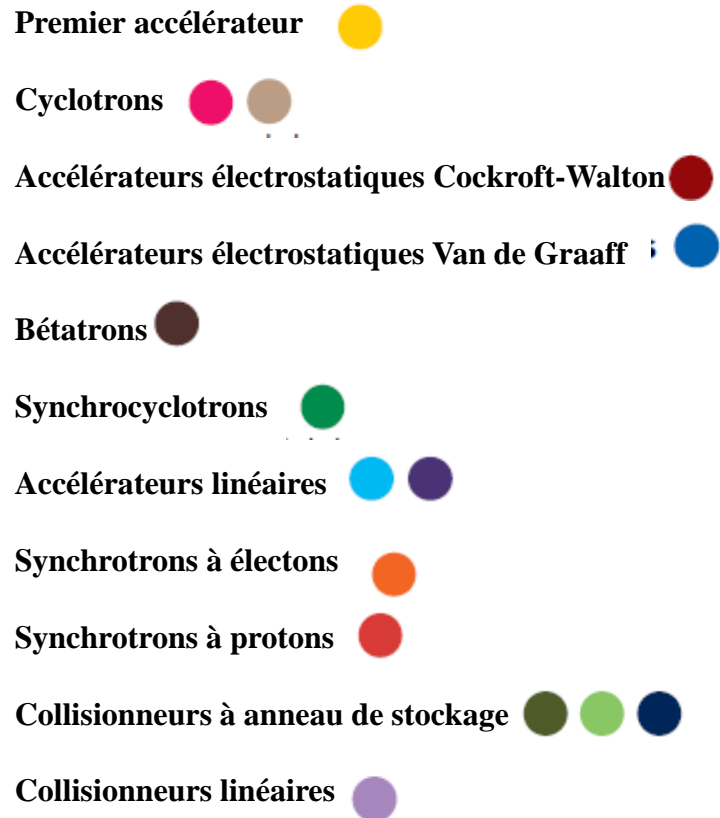 Premier accélérateur
Cyclotrons
Accélérateurs électrostatiques Cockroft-Walton
Accélérateurs électrostatiques Van de Graaff
Bétatrons
Synchrocyclotrons
Accélérateurs linéaires
Synchrotrons à électons
Synchrotrons à protons
Collisionneurs à anneau de stockage
Collisionneurs linéaires